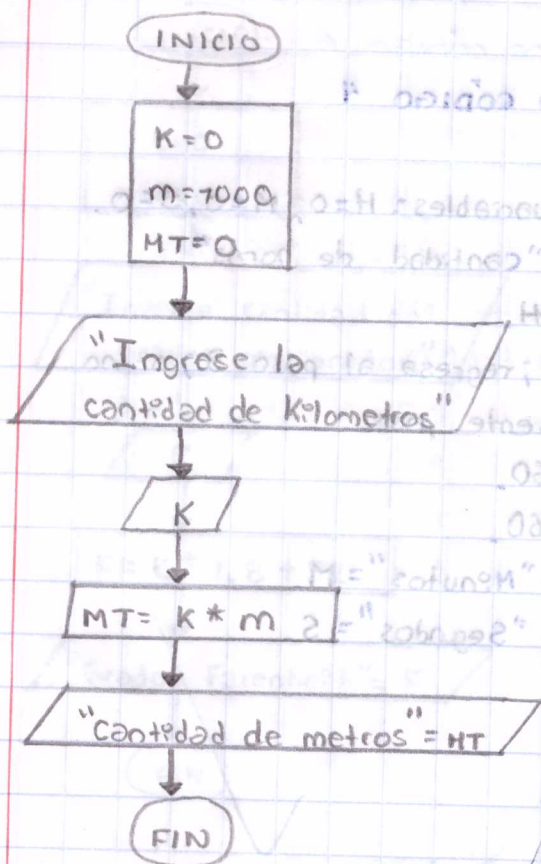 INICIO
K = 0
m = 1000
MT = 0
"Ingrese la
cantidad de Kilometros"
K
MT = K * m
"Cantidad de metros" = MT
FIN